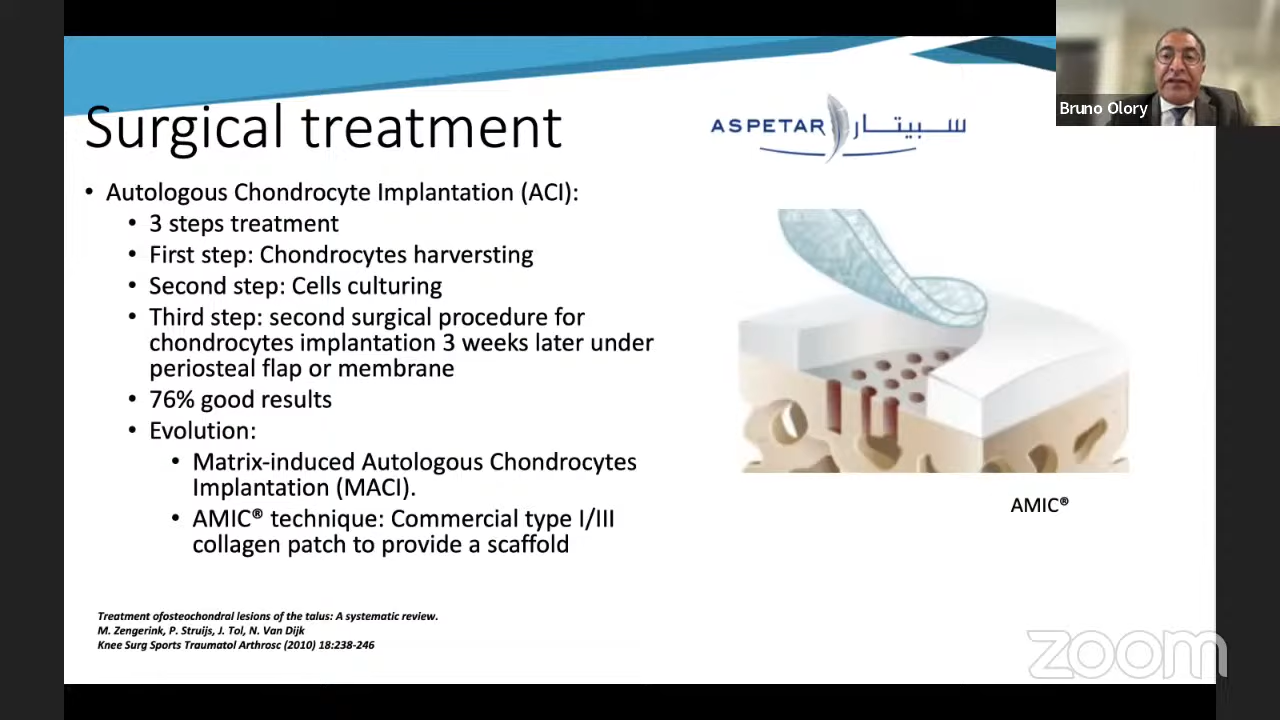 Bruno Olory
Surgical treatment
ASPETAR سبيتار
• Autologous Chondrocyte Implantation (ACI):
• 3 steps treatment
• First step: Chondrocytes harversting
• Second step: Cells culturing
• Third step: second surgical procedure for
chondrocytes implantation 3 weeks later under
periosteal flap or membrane
• 76% good results
• Evolution:
• Matrix-induced Autologous Chondrocytes
Implantation (MACI).
• AMIC® technique: Commercial type I/III
collagen patch to provide a scaffold
AMIC®
Treatment ofosteochondral lesions of the talus: A systematic review.
M. Zengerink, P. Struijs, J. Tol, N. Van Dijk
Knee Surg Sports Traumatol Arthrosc (2010) 18:238-246
zoom